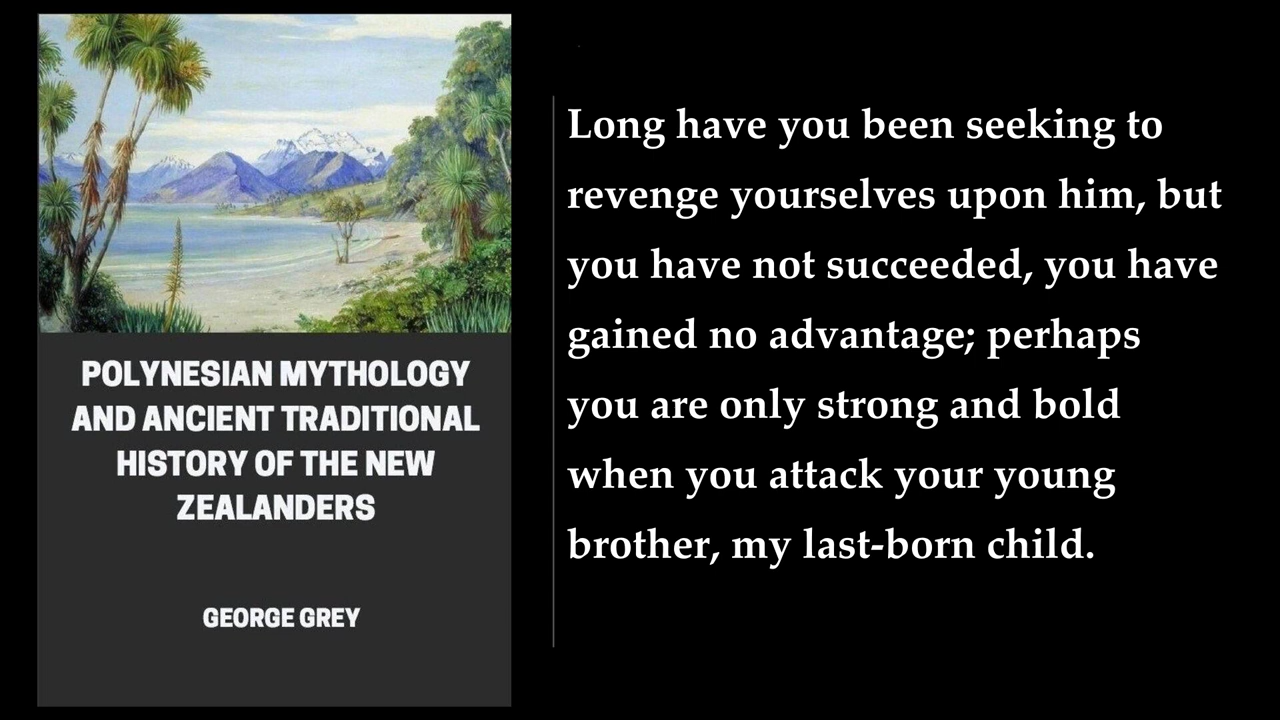 POLYNESIAN MYTHOLOGY
AND ANCIENT TRADITIONAL
HISTORY OF THE NEW
ZEALANDERS
GEORGE GREY
Long have you been seeking to
revenge yourselves upon him, but
you have not succeeded, you have
gained no advantage; perhaps
you are only strong and bold
when you attack your young
brother, my last-born child.